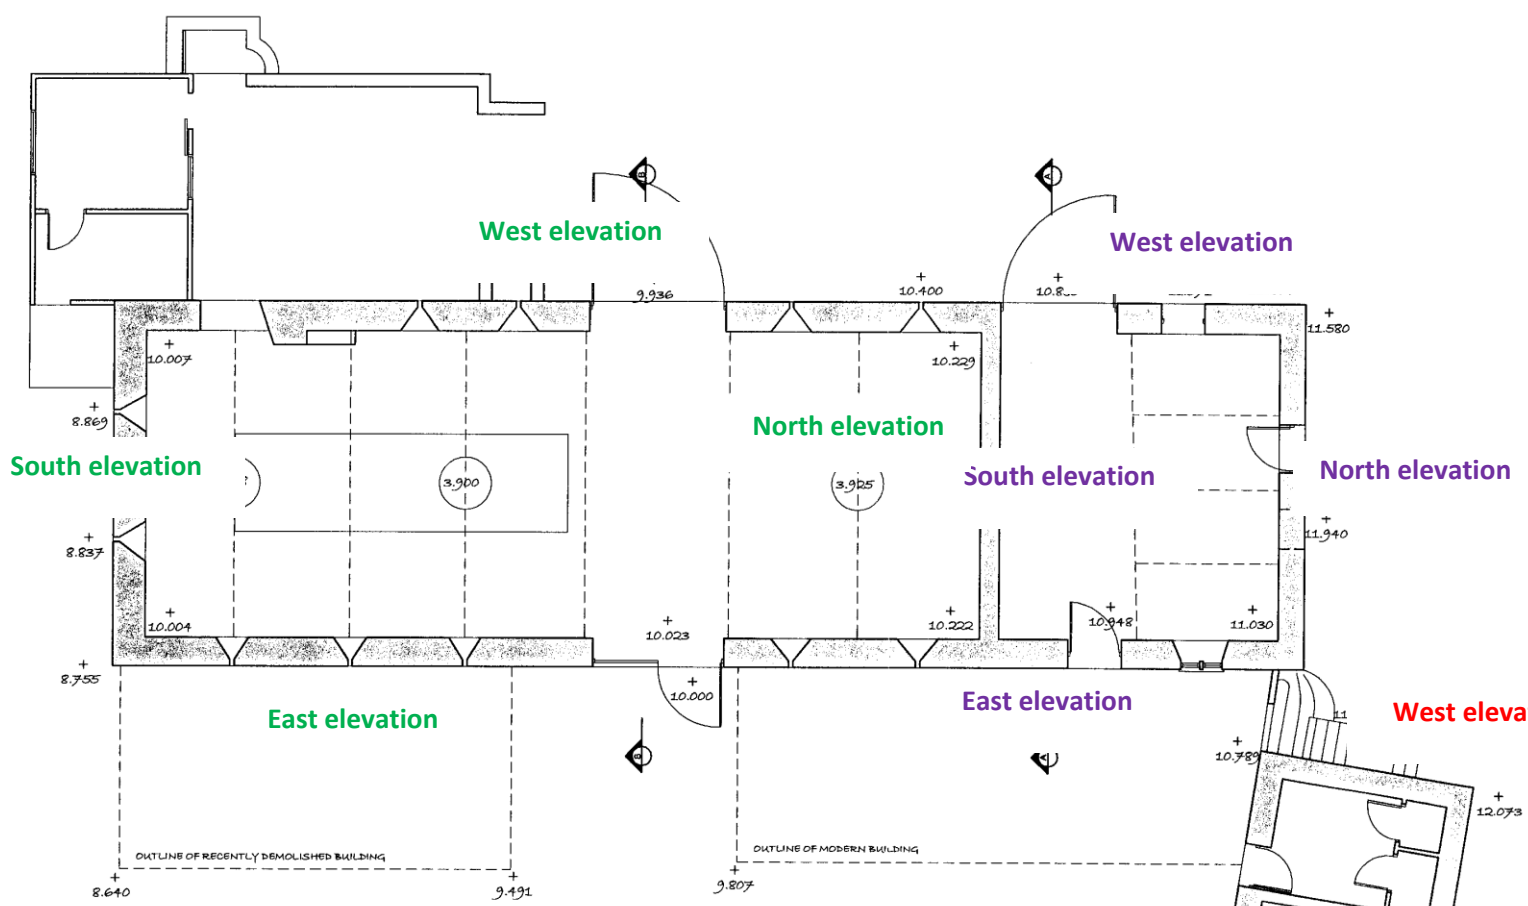 B
A
West elevation
West elevation
9.936
10.400
11.580
10.007
10.229
8.869
North elevation
South elevation
North elevation
South elevation
3.900
3.925
8.837
11.940
10.004
10.023
10.222
10.948
11.030
8.755
10.000
East elevation
East elevation
West eleva
10.789
B
A
12.073
OUTLINE OF RECENTLY DEMOLISHED BUILDING
OUTLINE OF MODERN BUILDING
8.640
9.491
9.807